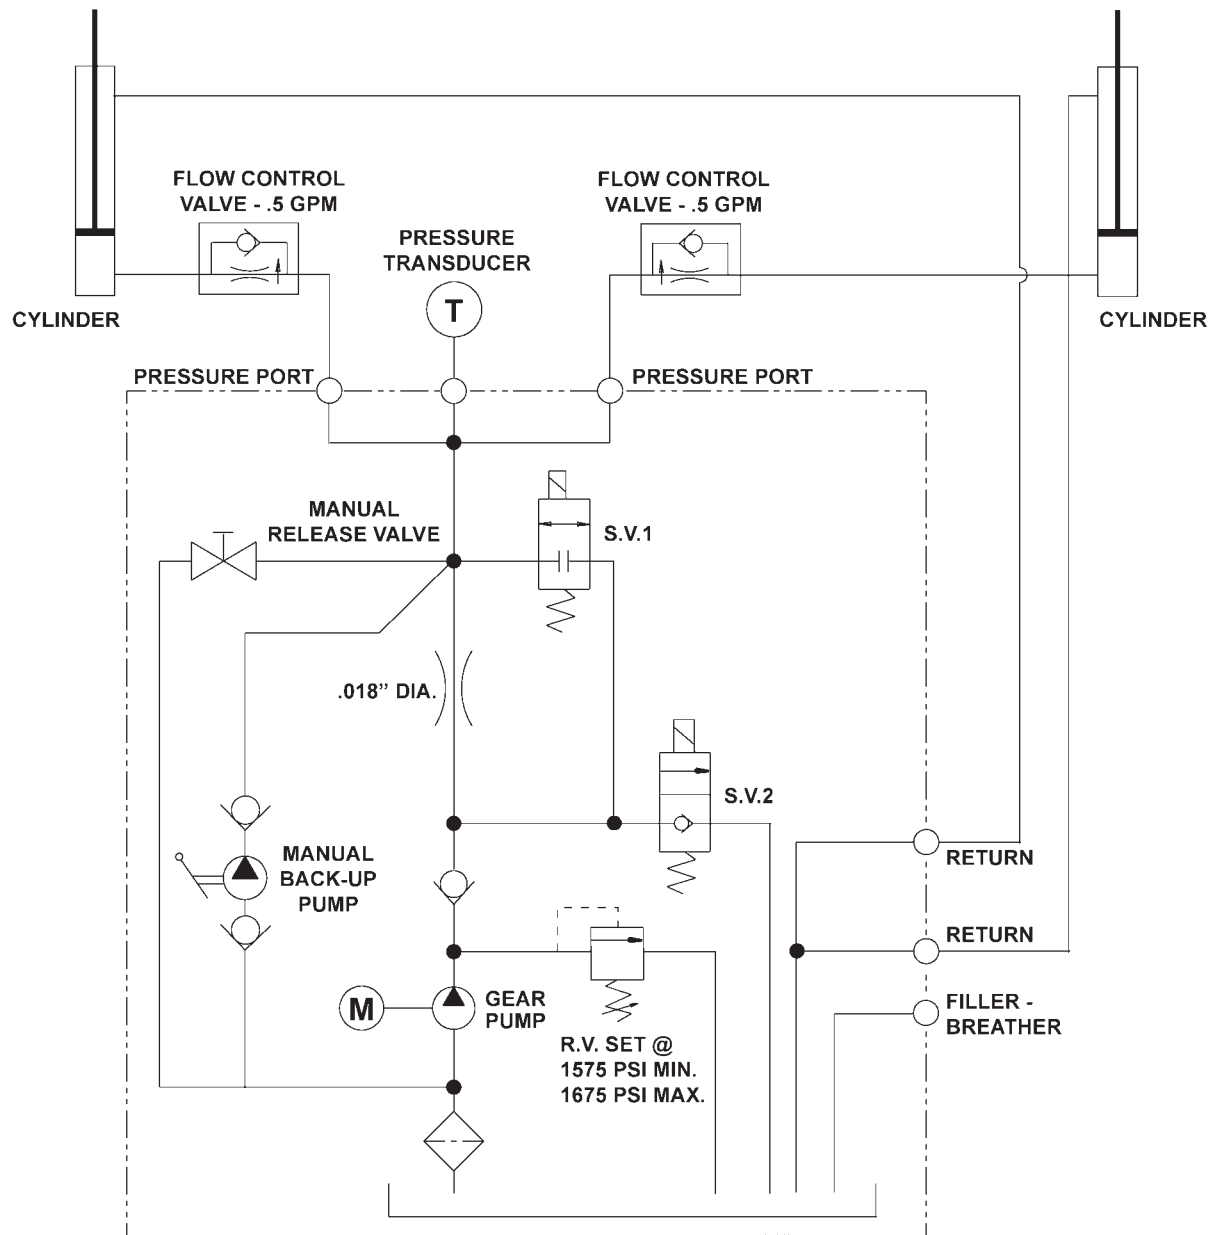 FLOW CONTROL
VALVE - .5 GPM
FLOW CONTROL
VALVE - .5 GPM
PRESSURE
TRANSDUCER
T
CYLINDER
CYLINDER
PRESSURE PORT
PRESSURE PORT
MANUAL
RELEASE VALVE
S.V.1
.018” DIA.
S.V.2
MANUAL
BACK-UP
PUMP
RETURN
RETURN
M
GEAR
PUMP
FILLER -
BREATHER
R.V. SET @
1575 PSI MIN.
1675 PSI MAX.